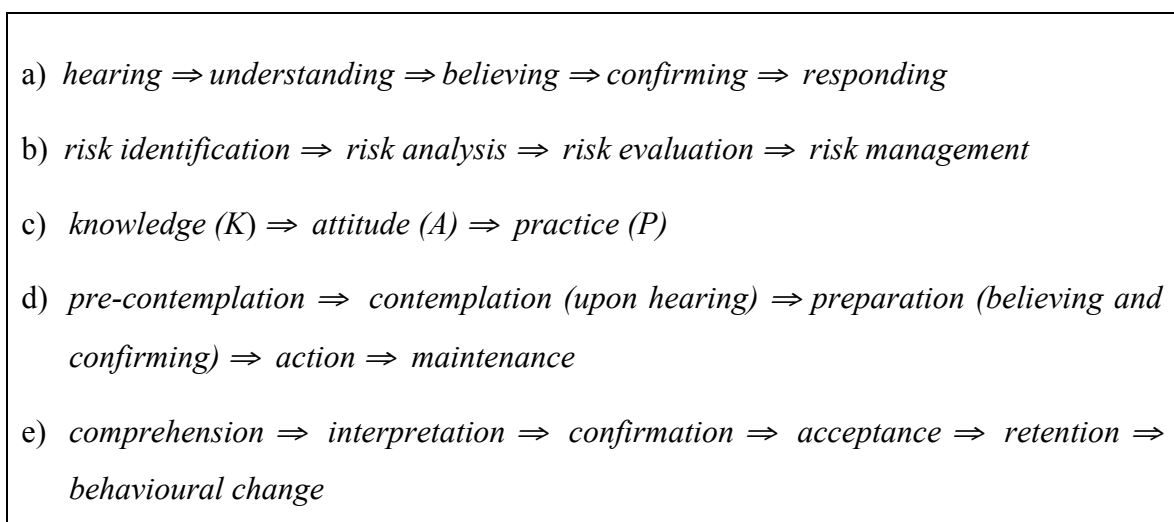 a) hearing ⇒ understanding ⇒ believing ⇒ confirming ⇒ responding
b) risk identification ⇒ risk analysis ⇒ risk evaluation ⇒ risk management
c) knowledge (K) ⇒ attitude (A) ⇒ practice (P)
d) pre-contemplation ⇒ contemplation (upon hearing) ⇒ preparation (believing and
confirming) ⇒ action ⇒ maintenance
e) comprehension ⇒ interpretation ⇒ confirmation ⇒ acceptance ⇒ retention ⇒
behavioural change